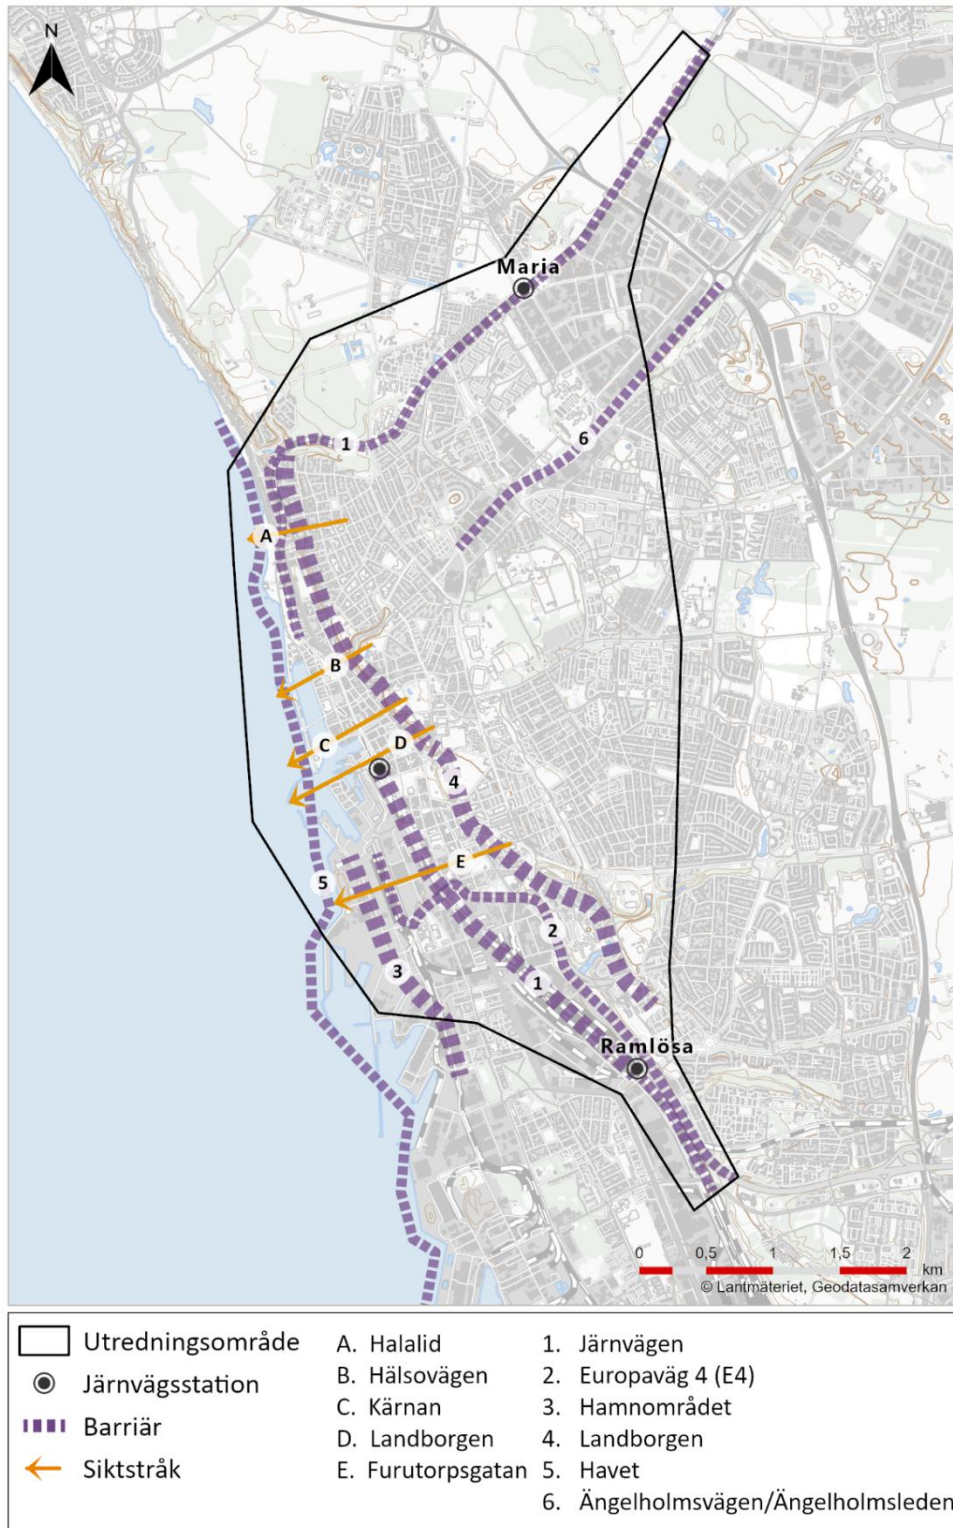 N
Maria
1
6
A
B
C
D
4
E
5
2
3
1
Ramlösa
0 0,5 1 1,5 2
km
© Lantmäteriet, Geodatasamverkan
Utredningsområde
Järnvägsstation
Barriär
Siktstråk
A. Halalid
B. Hälsovägen
C. Kärnan
D. Landborgen
E. Furutorpsgatan
1. Järnvägen
2. Europaväg 4 (E4)
3. Hamnområdet
4. Landborgen
5. Havet
6. Ängelholmsvägen/Ängelholmsleden